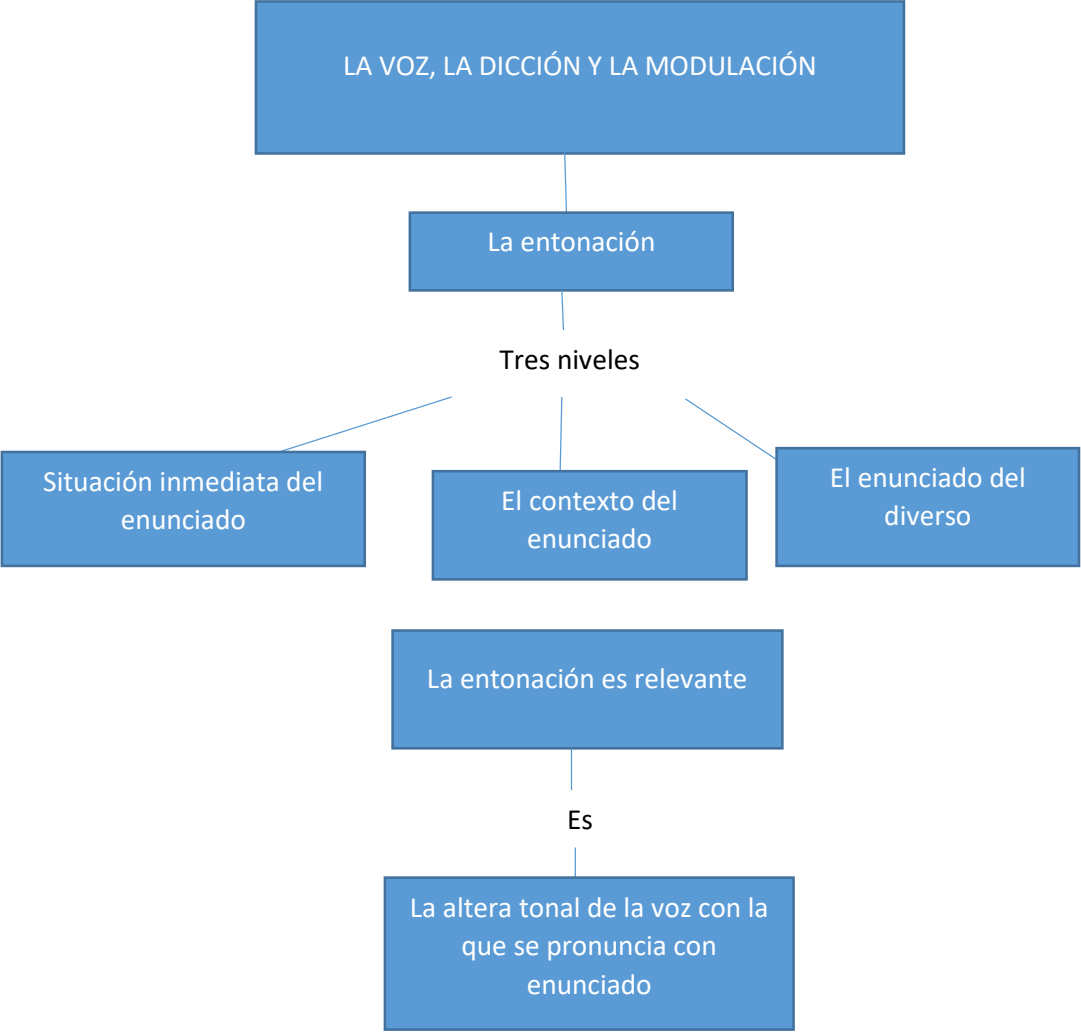 LA VOZ, LA DICCIÓN Y LA MODULACIÓN
La entonación
Tres niveles
Situación inmediata del
enunciado
El contexto del
enunciado
El enunciado del
diverso
La entonación es relevante
Es
La altera tonal de la voz con la
que se pronuncia con
enunciado